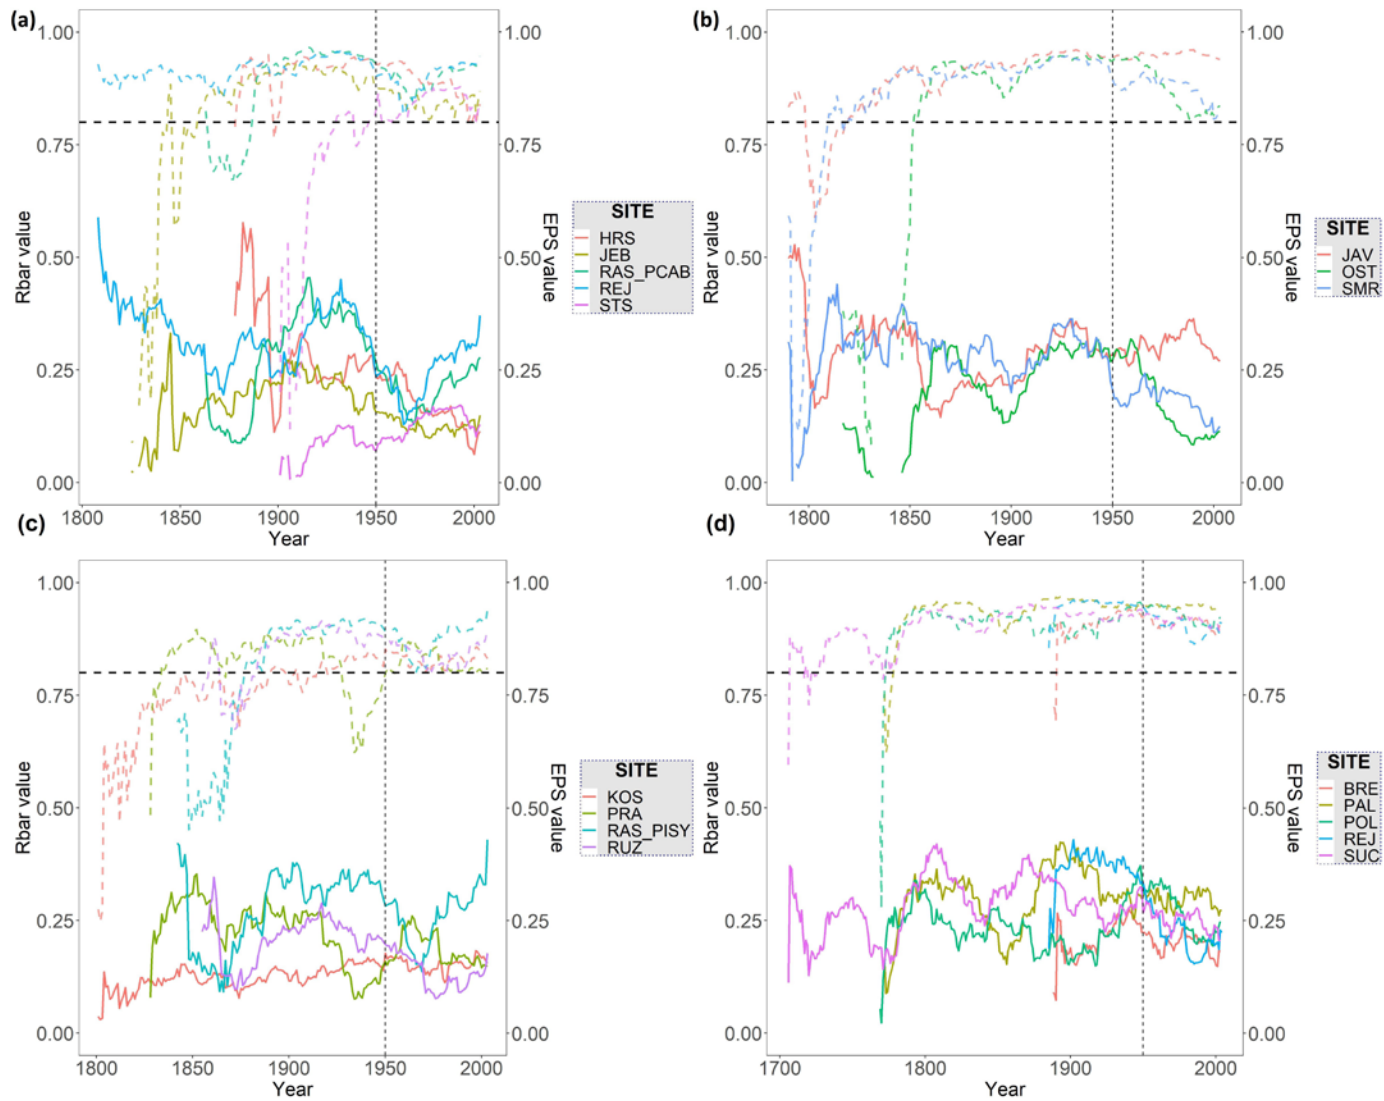 (a)
1.00
0.75
0.50
0.25
0.00
Rbar value
1.00
0.75
0.50
0.25
0.00
EPS value
1800
1850
1900
1950
2000
Year
SITE
HRS
JEB
RAS_PCAB
REJ
STS
(b)
1.00
0.75
0.50
0.25
0.00
Rbar value
1.00
0.75
0.50
0.25
0.00
EPS value
1800
1850
1900
1950
2000
Year
SITE
JAV
OST
SMR
(c)
1.00
0.75
0.50
0.25
0.00
Rbar value
1.00
0.75
0.50
0.25
0.00
EPS value
1800
1850
1900
1950
2000
Year
SITE
KOS
PRA
RAS_PISY
RUZ
(d)
1.00
0.75
0.50
0.25
0.00
Rbar value
1.00
0.75
0.50
0.25
0.00
EPS value
1700
1800
1900
2000
Year
SITE
BRE
PAL
POL
REJ
SUC